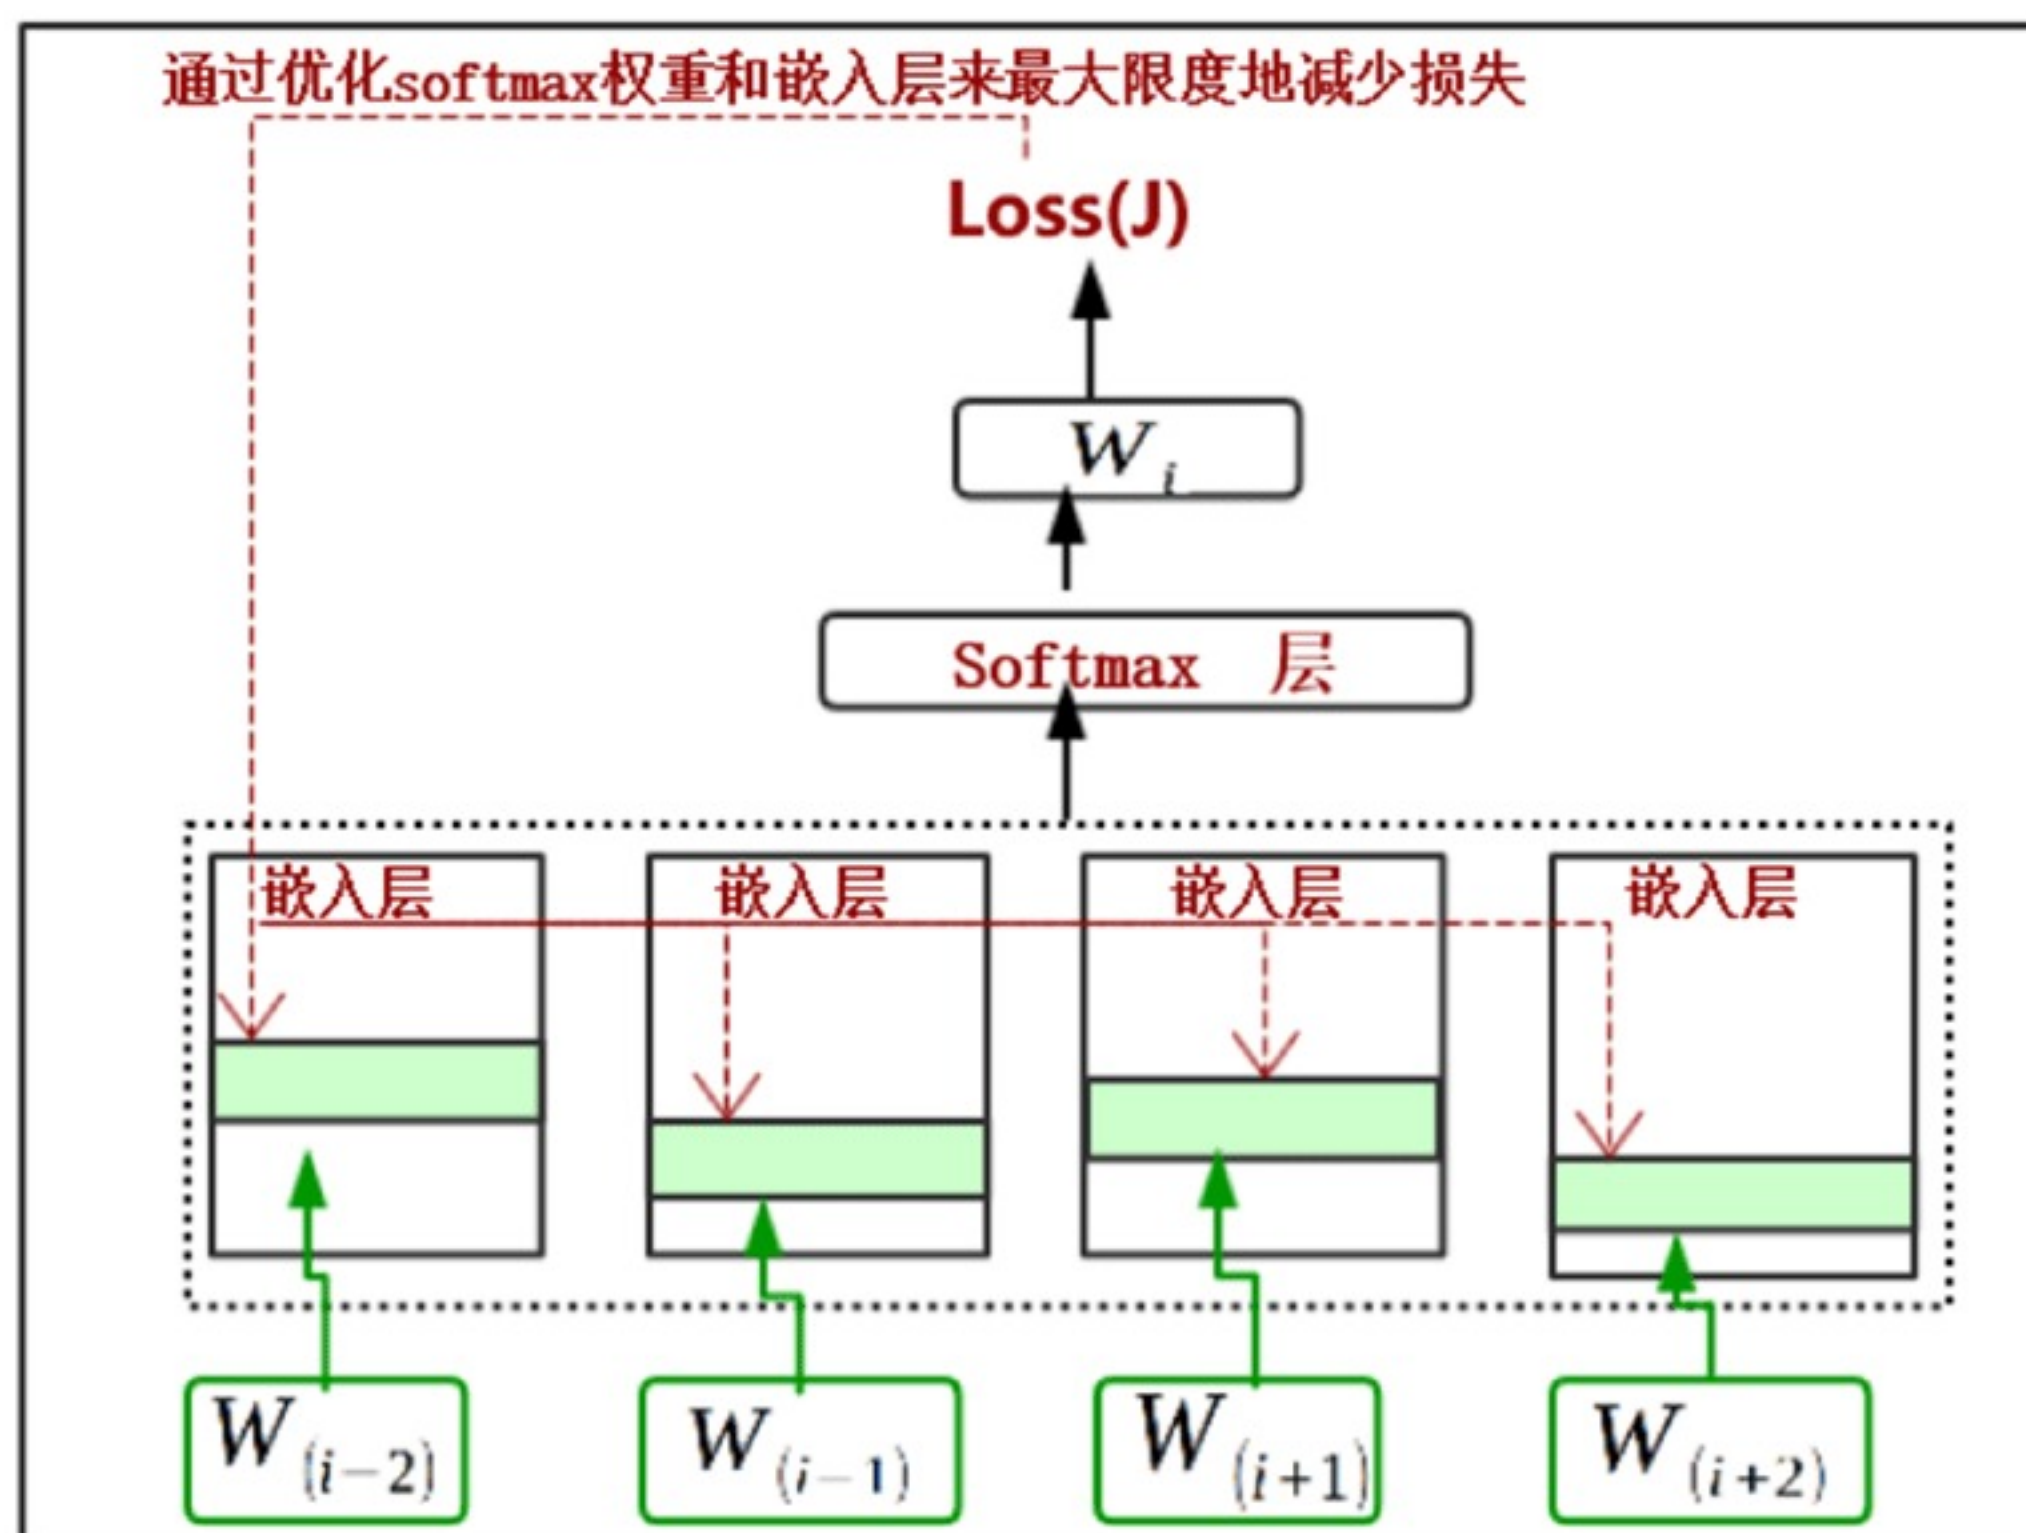 通过优化softmax权重和嵌入层来最大限度地减少损失
Loss(J)
W i
Softmax 层
嵌入层 嵌入层 嵌入层 嵌入层
W (i-2) W (i-1) W (i+1) W (i+2)